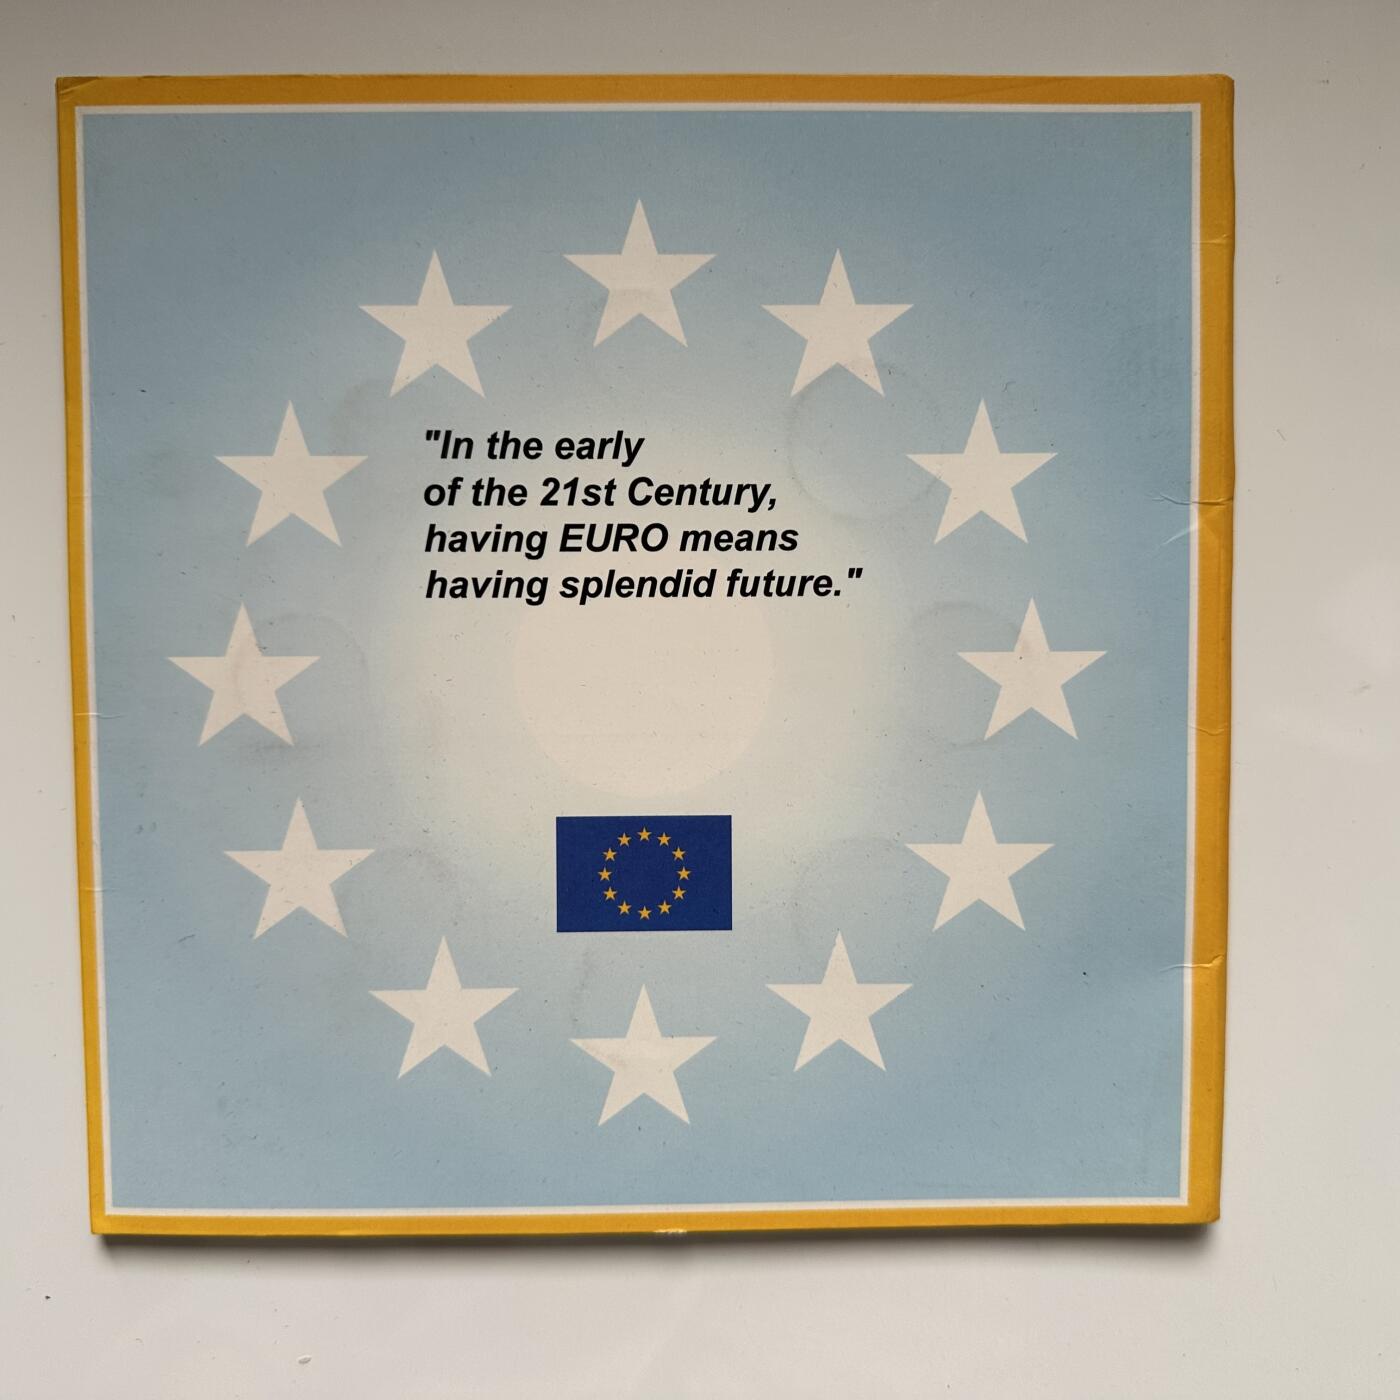 "In the early
of the 21st Century,
having EURO means
having splendid future."